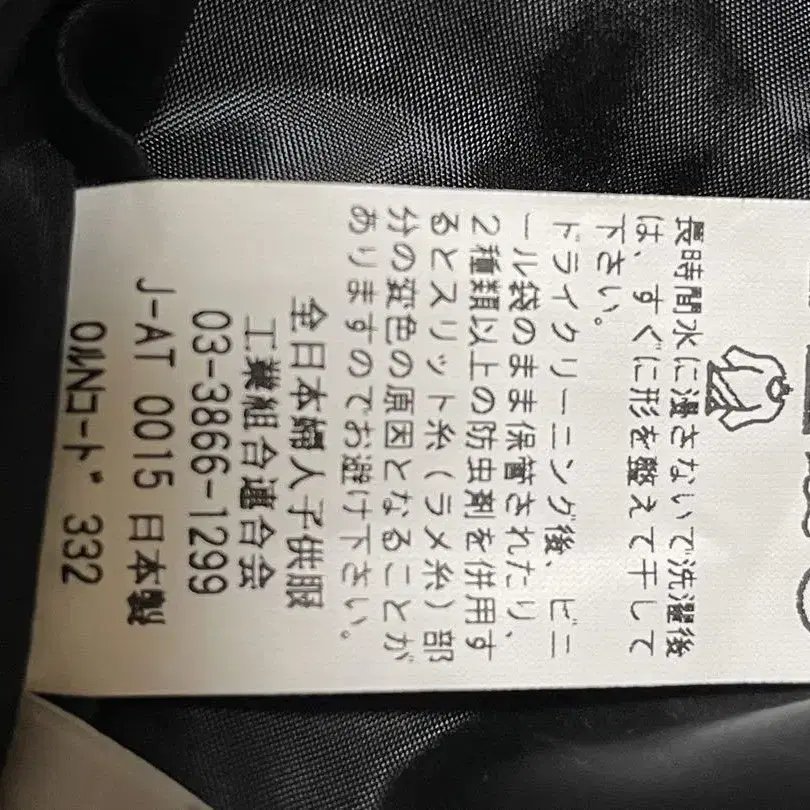 長時間水に浸さないで洗濯後
は、すぐに形を整えて干して
下さい。
ドライクリーニング後、ビニ
ール袋のまま保管されたり、
2種類以上の防虫剤を併用す
るとスリット糸(ラメ糸)部
分の変色の原因となることが
ありますのでお避け下さい。
全日本婦人子供服
工業組合連合会
03-3866-1299
J-AT 0015 日本製
332